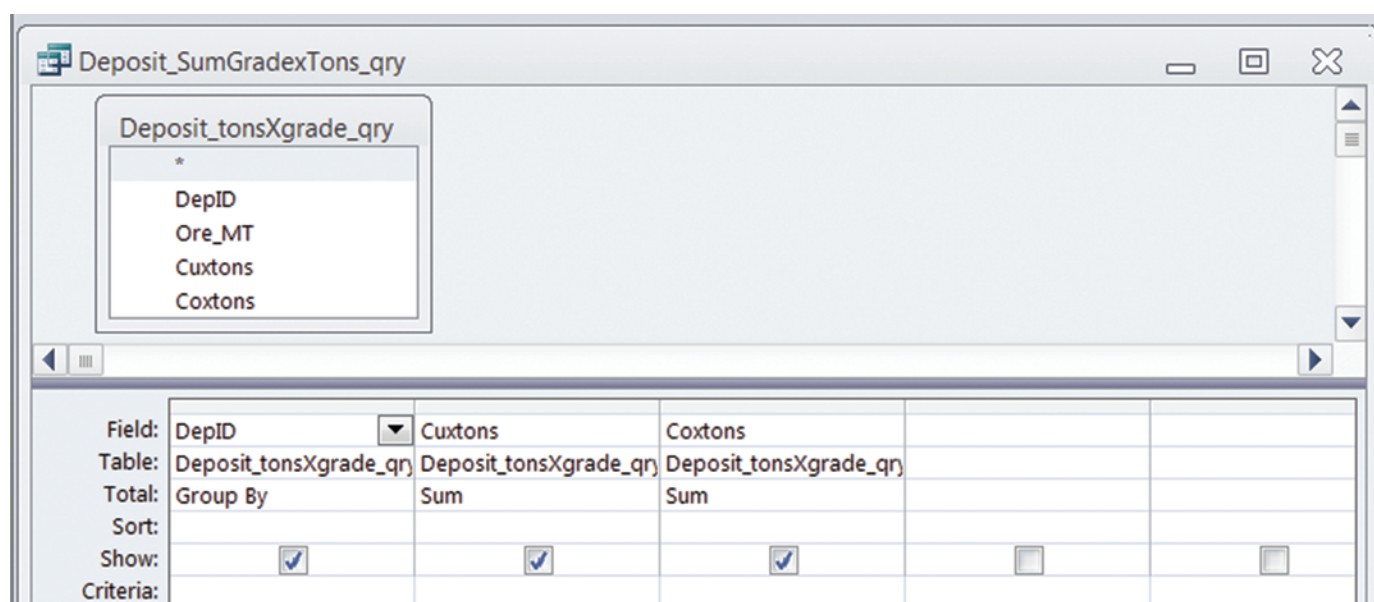 Deposit_SumGradexTons_qry
Deposit_tonsXgrade_qry
*
DepID
Ore_MT
Cuxtons
Coxtons
Field: DepID Cuxtons Coxtons
Table: Deposit_tonsXgrade_qry Deposit_tonsXgrade_qry Deposit_tonsXgrade_qry
Total: Group By Sum Sum
Sort:
Show:
Criteria: